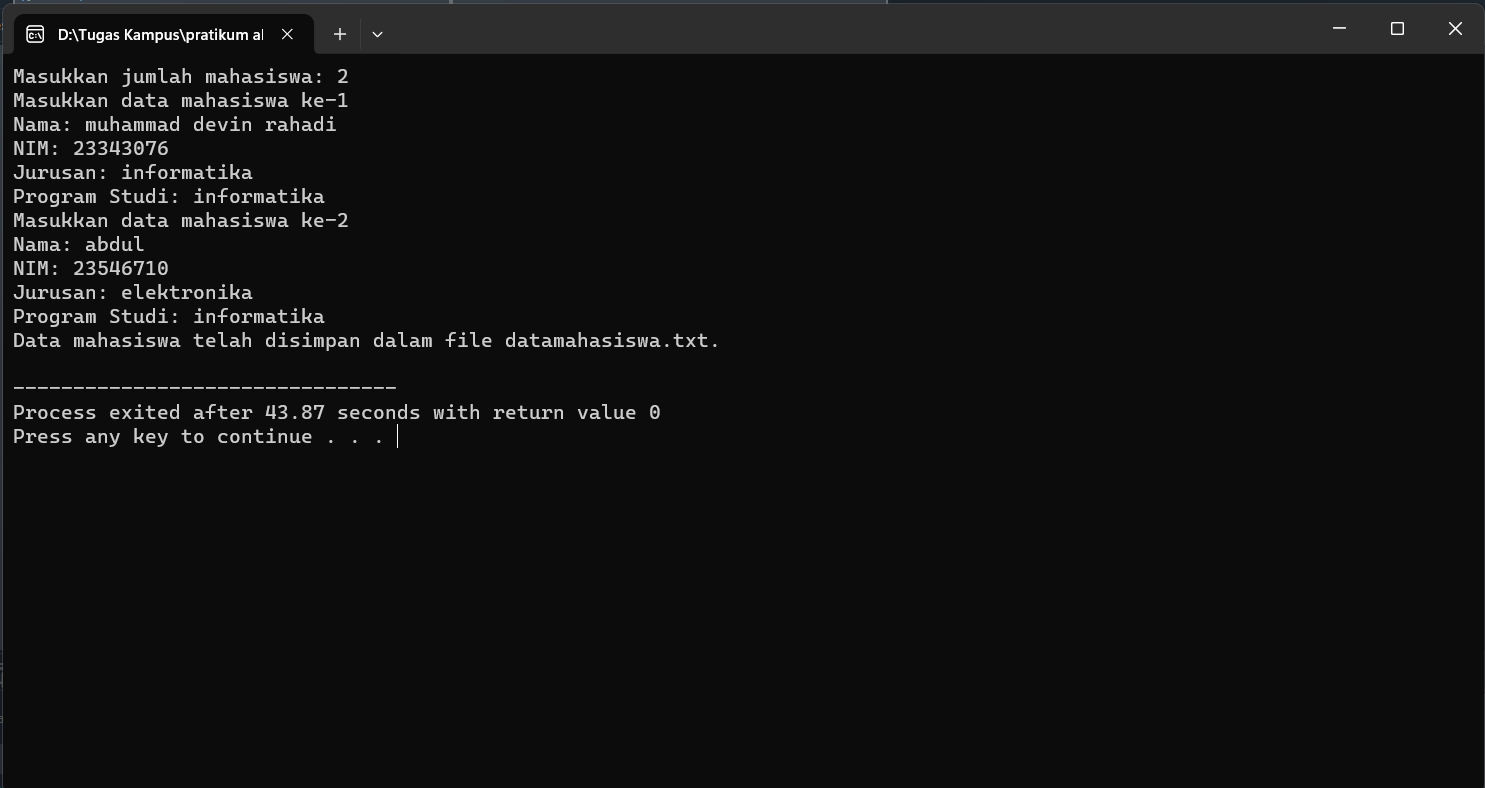 D:\Tugas Kampus\pratikum al
Masukkan jumlah mahasiswa: 2
Masukkan data mahasiswa ke-1
Nama: muhammad devin rahadi
NIM: 23343076
Jurusan: informatika
Program Studi: informatika
Masukkan data mahasiswa ke-2
Nama: abdul
NIM: 23546710
Jurusan: elektronika
Program Studi: informatika
Data mahasiswa telah disimpan dalam file datamahasiswa.txt.
--------------------------------
Process exited after 43.87 seconds with return value 0
Press any key to continue . . .